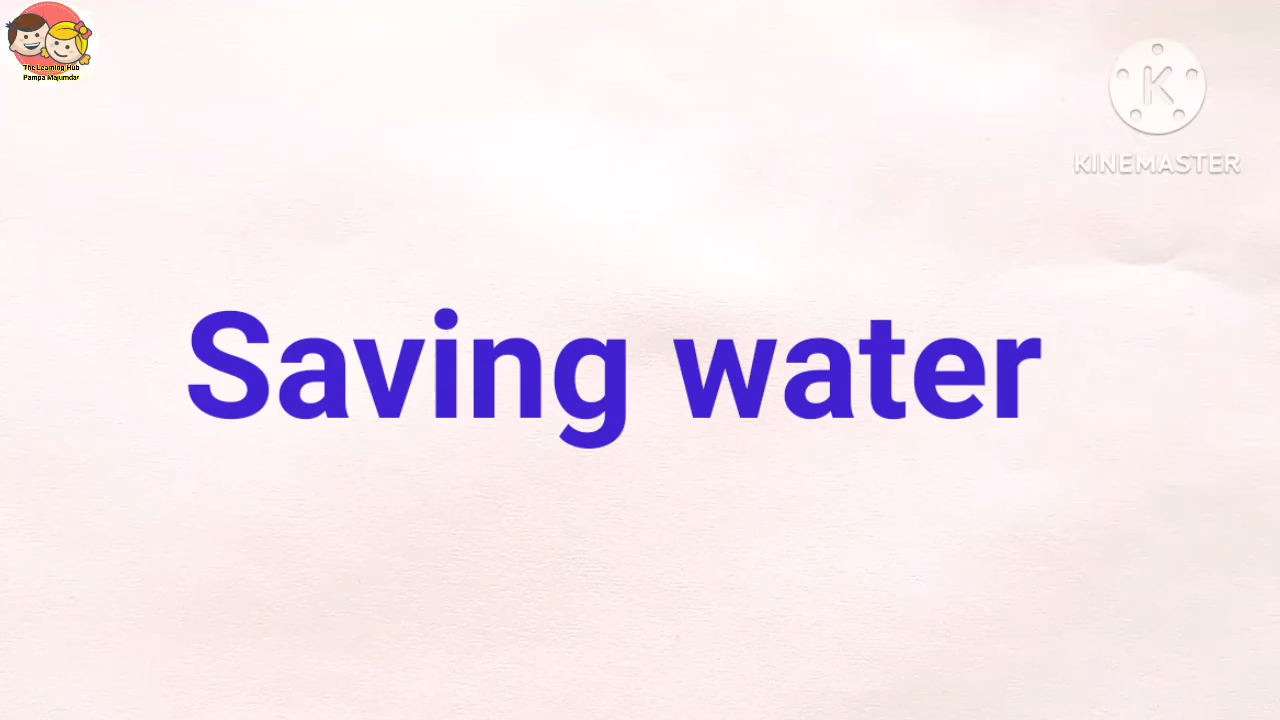 The Learning Hub
Pampa Majumdar
K
KINEMASTER
Saving water